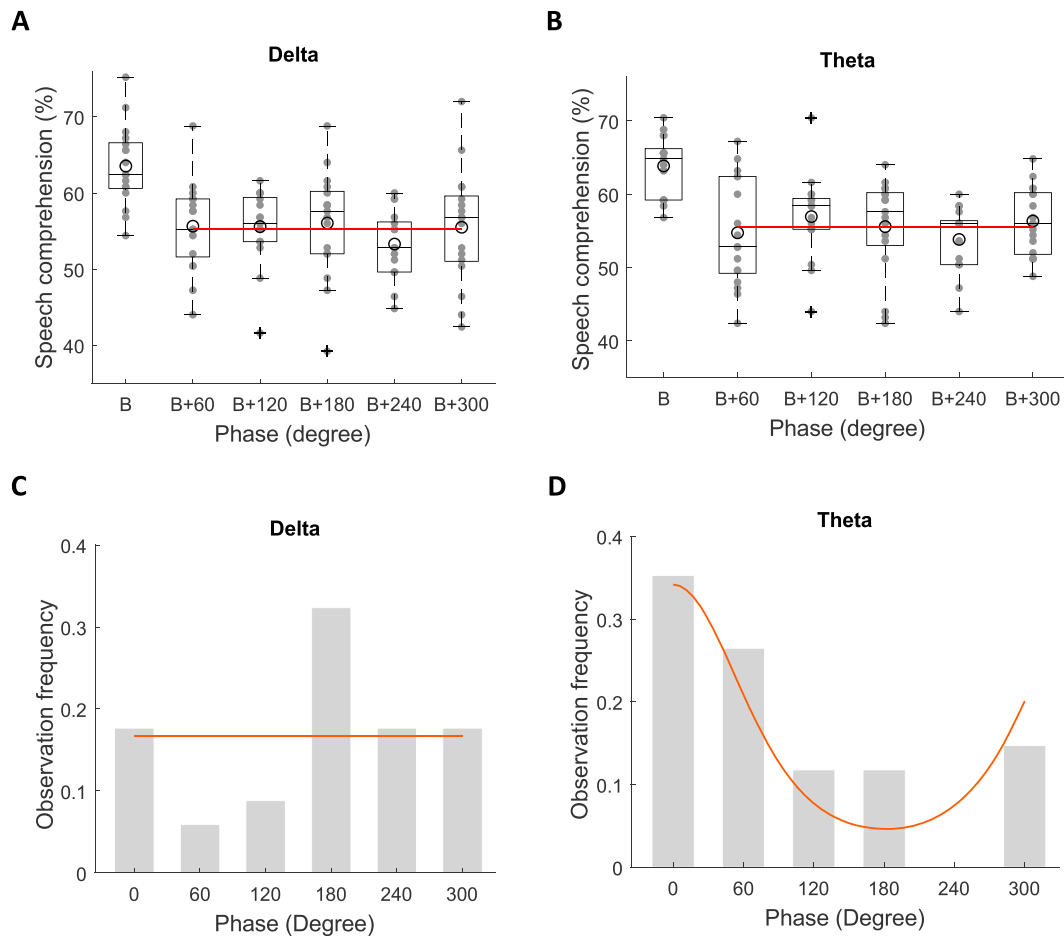 A
Delta
Speech comprehension (%)
70
60
50
40
B B+60 B+120 B+180 B+240 B+300
Phase (degree)
B
Theta
Speech comprehension (%)
70
60
50
40
B B+60 B+120 B+180 B+240 B+300
Phase (degree)
C
Delta
Observation frequency
0.4
0.3
0.2
0.1
0
0 60 120 180 240 300
Phase (Degree)
D
Theta
Observation frequency
0.4
0.3
0.2
0.1
0
0 60 120 180 240 300
Phase (Degree)